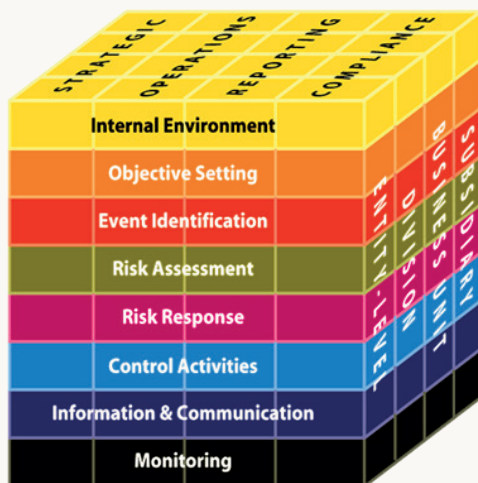 STRATEGIC
OPERATIONS
REPORTING
COMPLIANCE
Internal Environment
Objective Setting
Event Identification
Risk Assessment
Risk Response
Control Activities
Information & Communication
Monitoring
ENTITY-LEVEL
DIVISION
BUSINESS UNIT
SUBSIDIARY